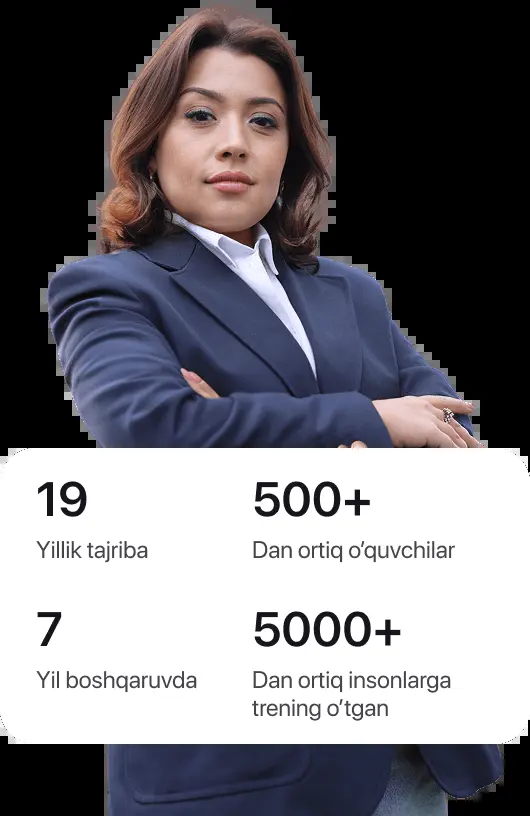 19
Yillik tajriba
500+
Dan ortiq o‘quvchilar
7
Yil boshqaruvda
5000+
Dan ortiq insonlarga
trening o‘tgan